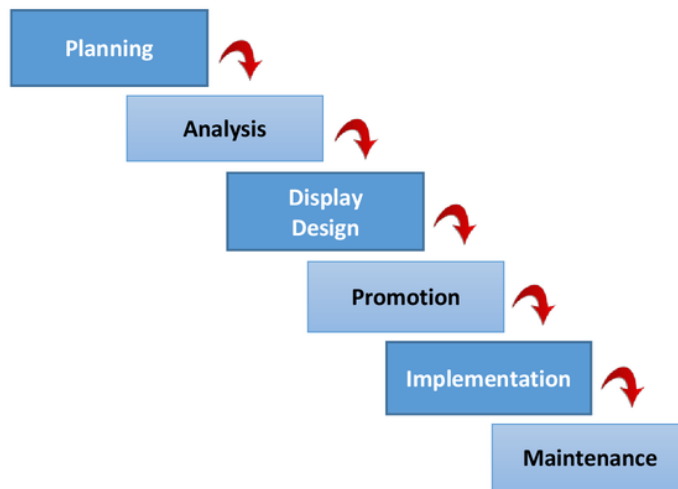 Planning
Analysis
Display
Design
Promotion
Implementation
Maintenance